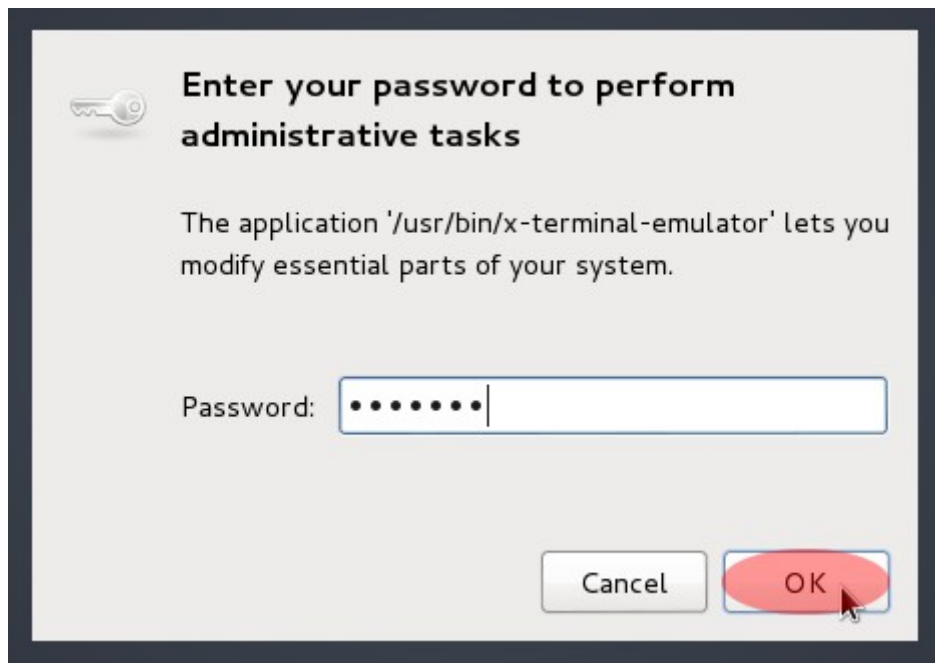 Enter your password to perform
administrative tasks
The application '/usr/bin/x-terminal-emulator' lets you
modify essential parts of your system.
Password: •••••••
Cancel OK